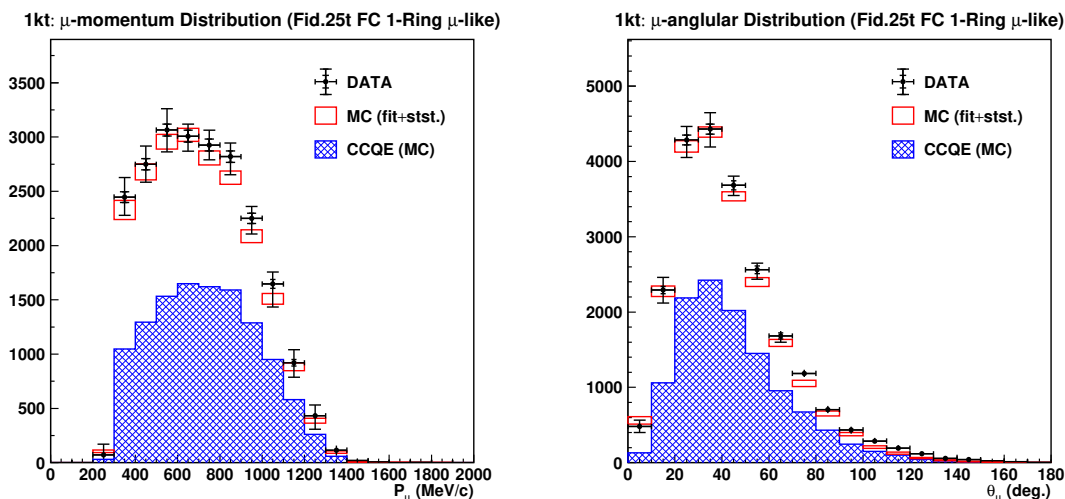 1kt: μ-momentum Distribution (Fid.25t FC 1-Ring μ-like)
3500
3000
2500
2000
1500
1000
500
0
DATA
MC (fit+stst.)
CCQE (MC)
0 200 400 600 800 1000 1200 1400 1600 1800 2000
Pμ (MeV/c)
1kt: μ-anglular Distribution (Fid.25t FC 1-Ring μ-like)
5000
4000
3000
2000
1000
0
DATA
MC (fit+stst.)
CCQE (MC)
0 20 40 60 80 100 120 140 160 180
θμ (deg.)